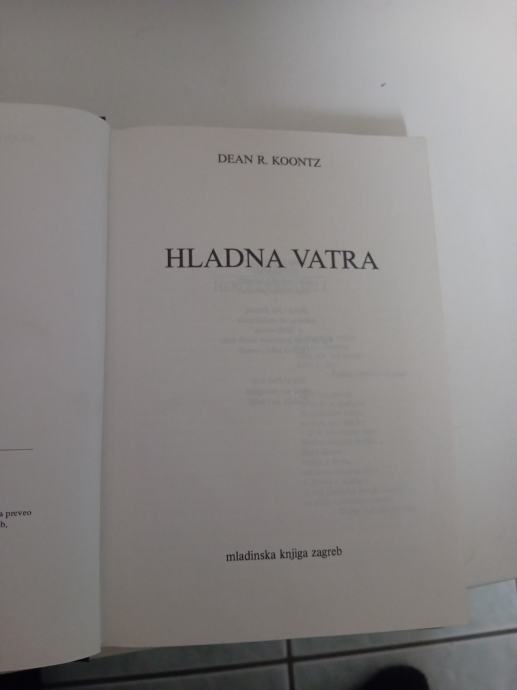 a preveo
b,
DEAN R. KOONTZ
HLADNA VATRA
mladinska knjiga zagreb